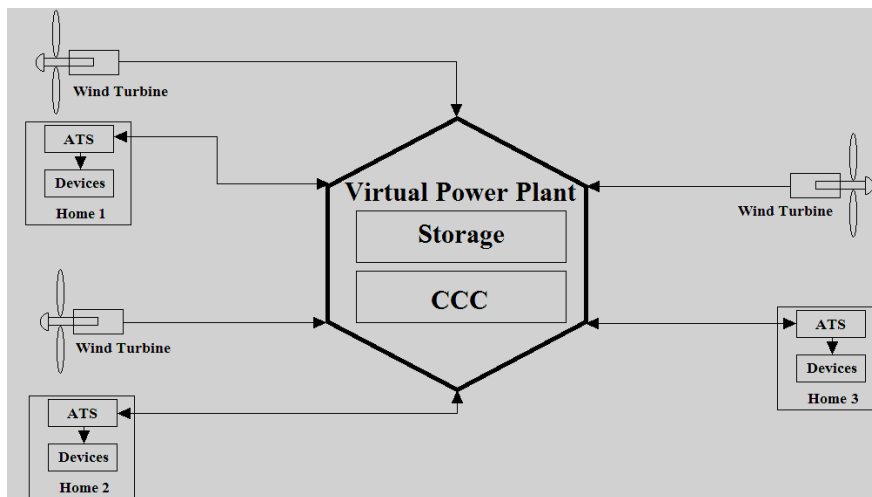 Wind Turbine
ATS
Devices
Home 1
Virtual Power Plant
Storage
CCC
Wind Turbine
Wind Turbine
ATS
Devices
Home 3
ATS
Devices
Home 2